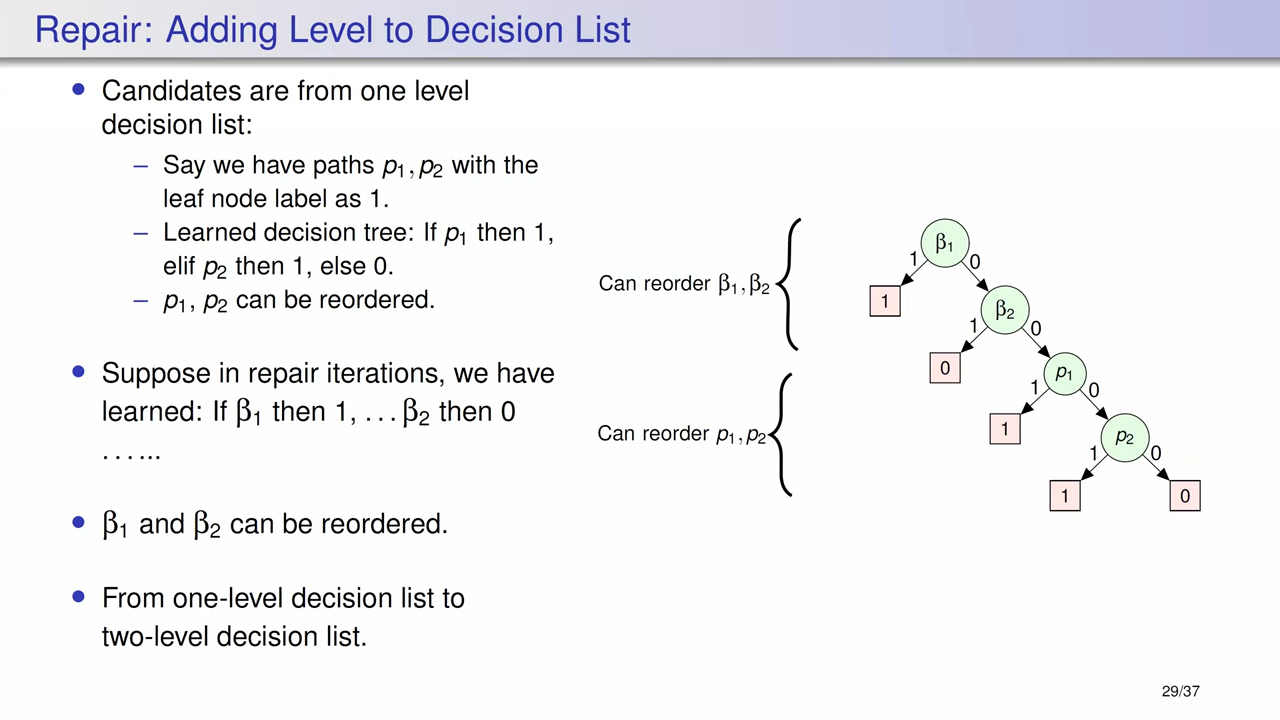 Repair: Adding Level to Decision List
• Candidates are from one level
decision list:
– Say we have paths p₁, p₂ with the
leaf node label as 1.
– Learned decision tree: If p₁ then 1,
elif p₂ then 1, else 0.
– p₁, p₂ can be reordered.
• Suppose in repair iterations, we have
learned: If β₁ then 1, ... β₂ then 0
......
• β₁ and β₂ can be reordered.
• From one-level decision list to
two-level decision list.
Can reorder β₁, β₂
Can reorder p₁, p₂
β₁
1 0
1
β₂
1 0
0
p₁
1 0
1
p₂
1 0
1 0
29/37